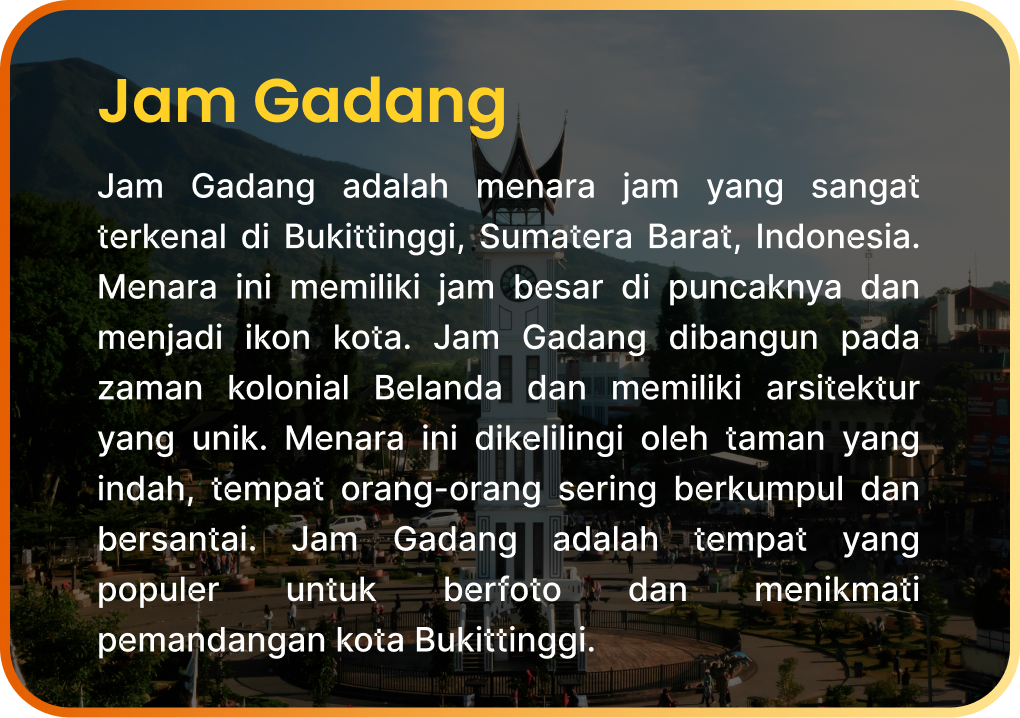 Jam Gadang
Jam Gadang adalah menara jam yang sangat
terkenal di Bukittinggi, Sumatera Barat, Indonesia.
Menara ini memiliki jam besar di puncaknya dan
menjadi ikon kota. Jam Gadang dibangun pada
zaman kolonial Belanda dan memiliki arsitektur
yang unik. Menara ini dikelilingi oleh taman yang
indah, tempat orang-orang sering berkumpul dan
bersantai. Jam Gadang adalah tempat yang
populer untuk berfoto dan menikmati
pemandangan kota Bukittinggi.